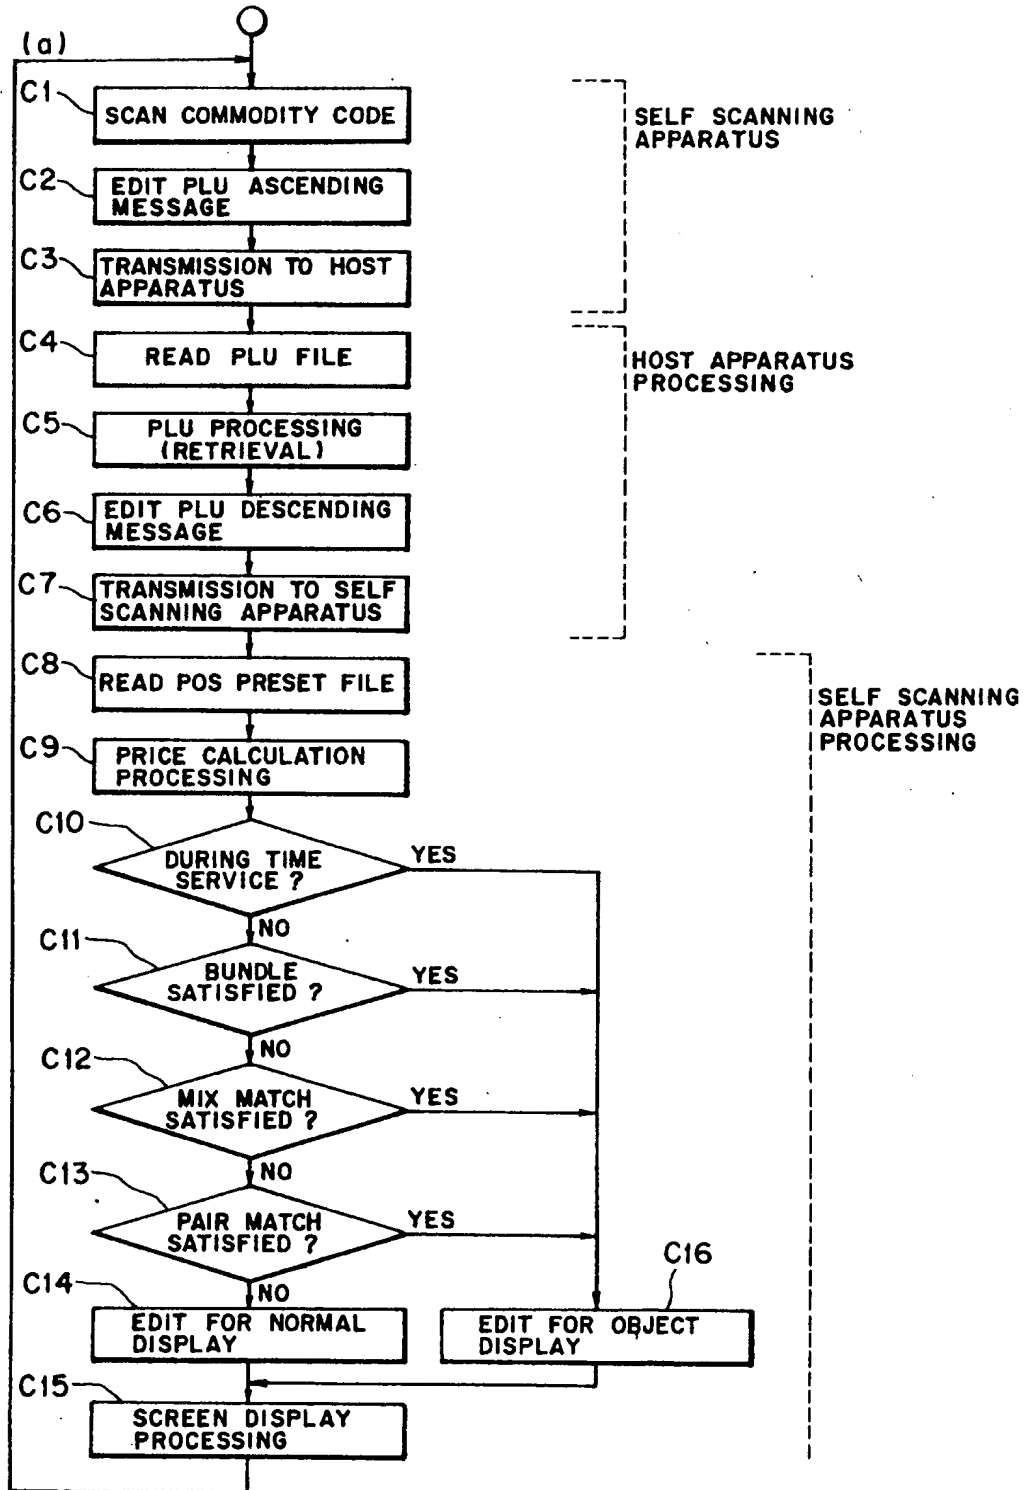 (a)
C1
SCAN COMMODITY CODE
SELF SCANNING
APPARATUS
C2
EDIT PLU ASCENDING
MESSAGE
C3
TRANSMISSION TO HOST
APPARATUS
C4
READ PLU FILE
HOST APPARATUS
PROCESSING
C5
PLU PROCESSING
(RETRIEVAL)
C6
EDIT PLU DESCENDING
MESSAGE
C7
TRANSMISSION TO SELF
SCANNING APPARATUS
C8
READ POS PRESET FILE
SELF SCANNING
APPARATUS
PROCESSING
C9
PRICE CALCULATION
PROCESSING
C10
DURING TIME
SERVICE ?
YES
NO
C11
BUNDLE
SATISFIED ?
YES
NO
C12
MIX MATCH
SATISFIED ?
YES
NO
C13
PAIR MATCH
SATISFIED ?
YES
NO
C14
EDIT FOR NORMAL
DISPLAY
C16
EDIT FOR OBJECT
DISPLAY
C15
SCREEN DISPLAY
PROCESSING